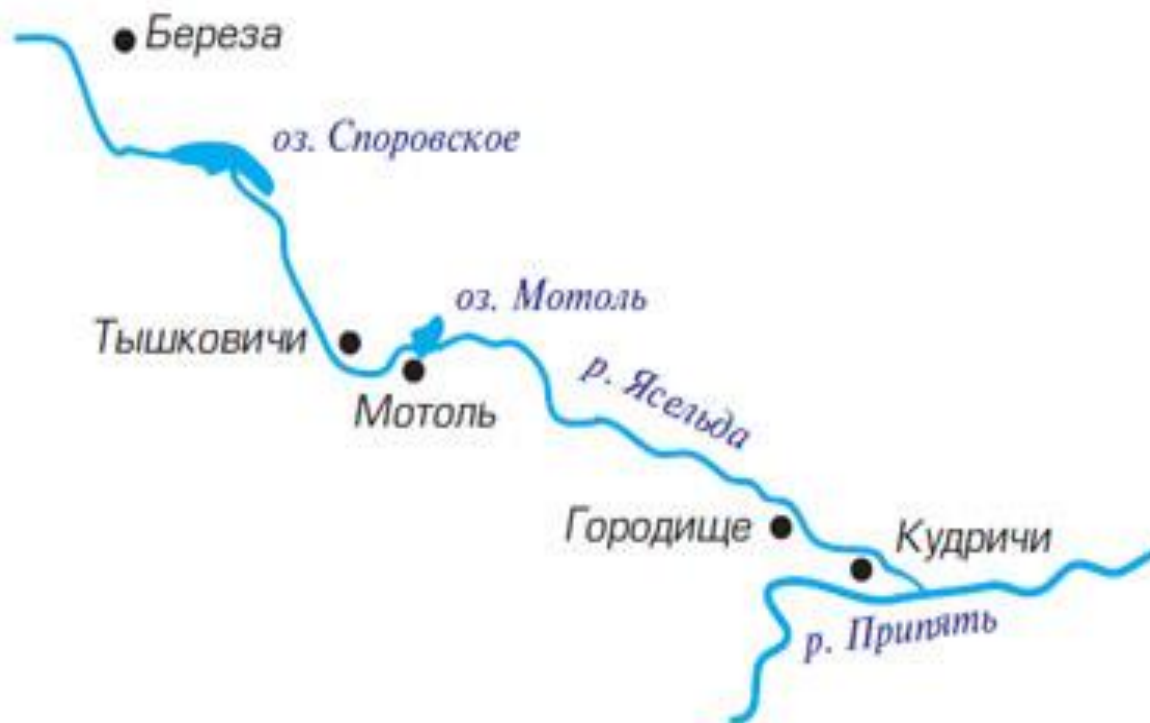 Береза
оз. Споровское
оз. Мотоль
Тышковичи
Мотоль
р. Ясельда
Городище
Кудричи
р. Припять